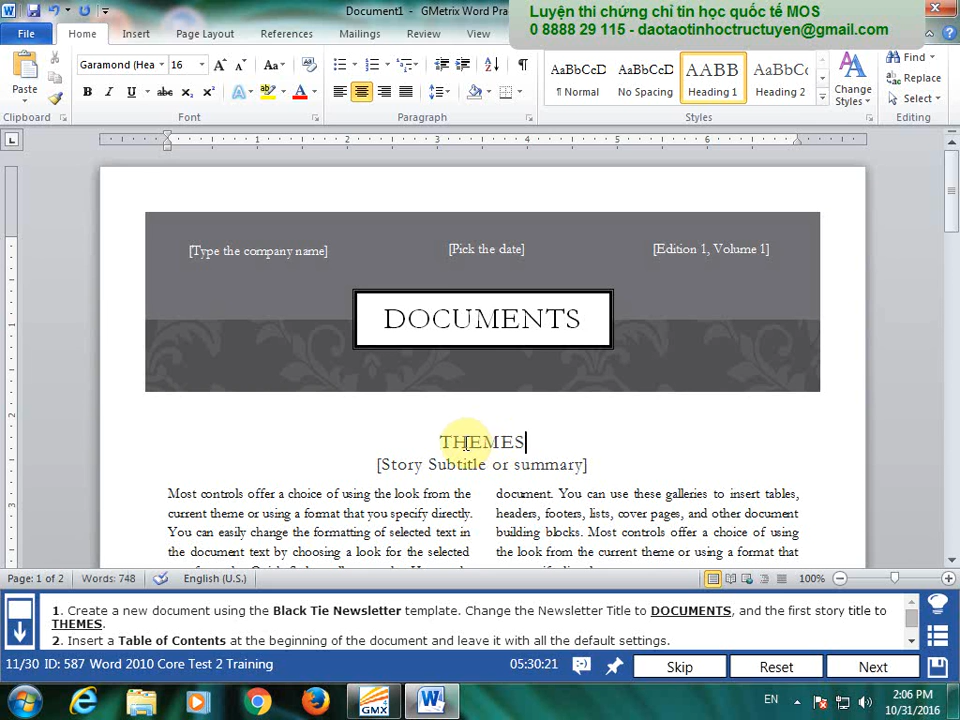 Document1 - GMetrix Word Pra
Luyện thi chứng chỉ tin học quốc tế MOS
0 8888 29 115 - daotaotinhoctructuyen@gmail.com
File Home Insert Page Layout References Mailings Review View
Paste
Clipboard
Garamond (Hea 16
Font
Paragraph
AaBbCcD AaBbCcD AABB AaBbCc
¶ Normal No Spacing Heading 1 Heading 2
Change Styles
Styles
Find
Replace
Select
Editing
[Type the company name] [Pick the date] [Edition 1, Volume 1]
DOCUMENTS
THEMES
[Story Subtitle or summary]
Most controls offer a choice of using the look from the
current theme or using a format that you specify directly.
You can easily change the formatting of selected text in
the document text by choosing a look for the selected
document. You can use these galleries to insert tables,
headers, footers, lists, cover pages, and other document
building blocks. Most controls offer a choice of using
the look from the current theme or using a format that
Page: 1 of 2 Words: 748 English (U.S.) 100%
1. Create a new document using the Black Tie Newsletter template. Change the Newsletter Title to DOCUMENTS, and the first story title to
THEMES.
2. Insert a Table of Contents at the beginning of the document and leave it with all the default settings.
11/30 ID: 587 Word 2010 Core Test 2 Training 05:30:21 Skip Reset Next
EN 2:06 PM
10/31/2016